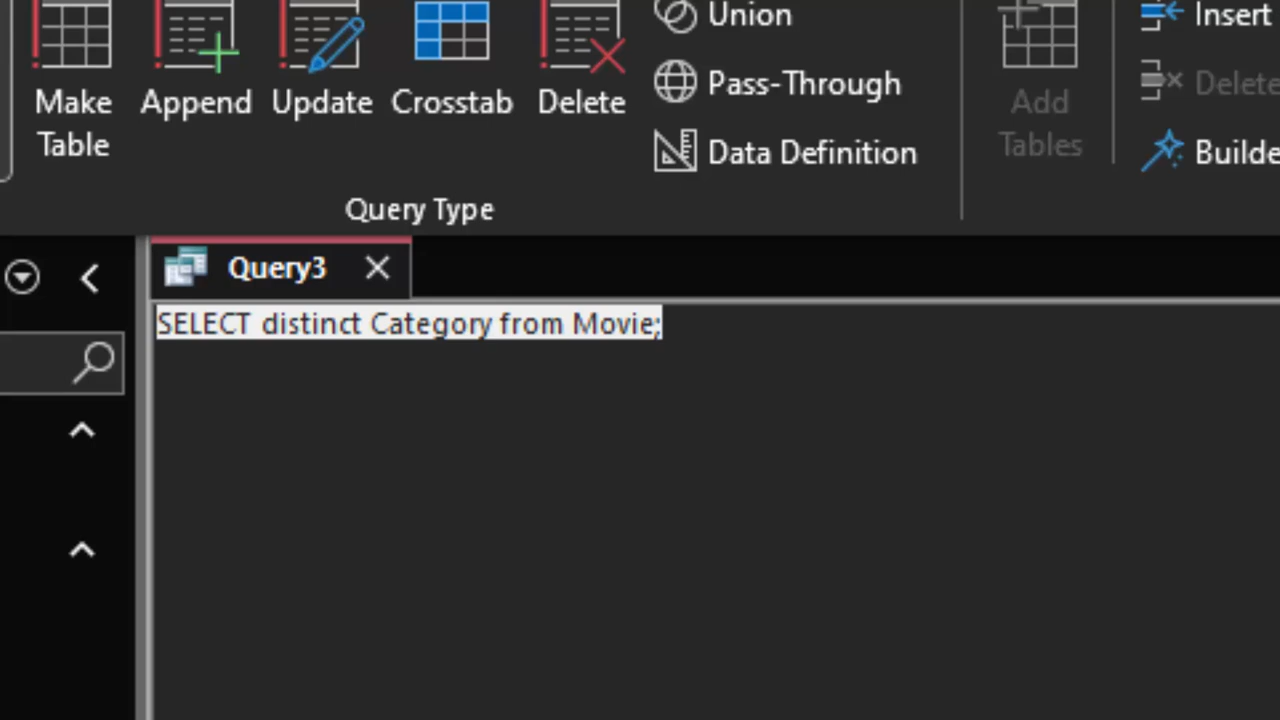 Make Table
Append
Update
Crosstab
Delete
Union
Pass-Through
Data Definition
Add Tables
Insert
Delete
Builde
Query Type
Query3
SELECT distinct Category from Movie;